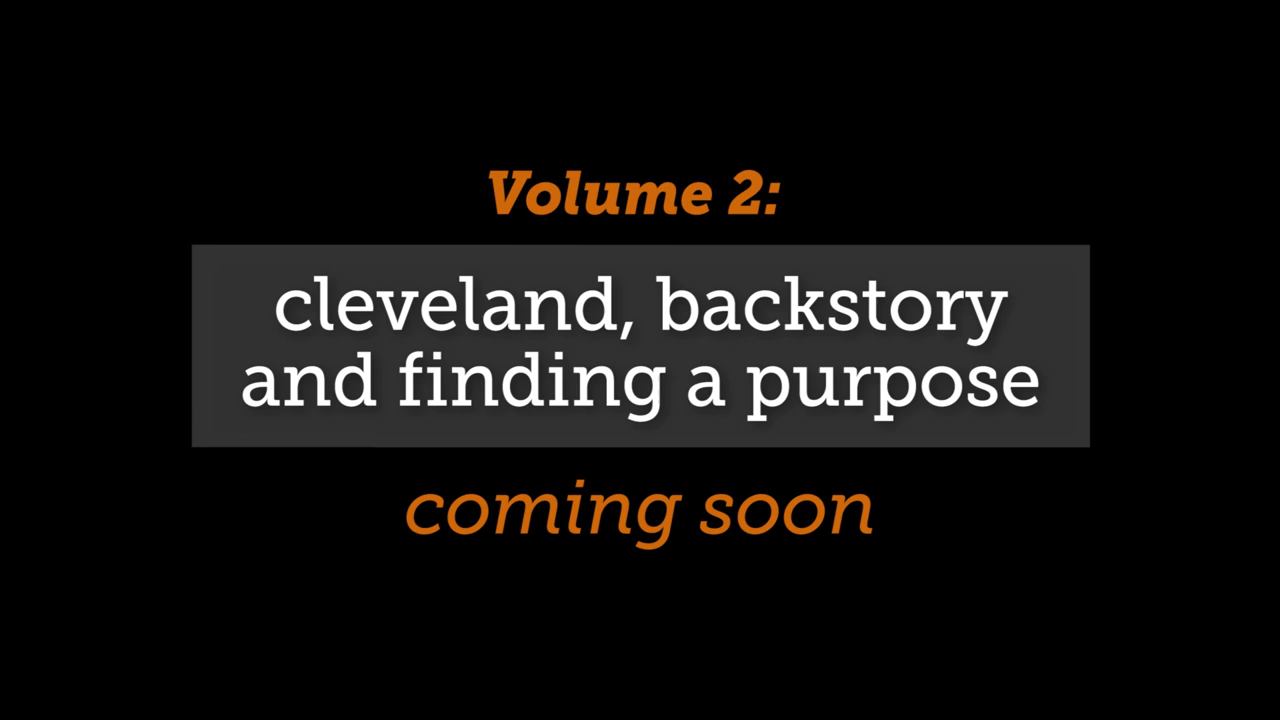 Volume 2:
cleveland, backstory
and finding a purpose
coming soon